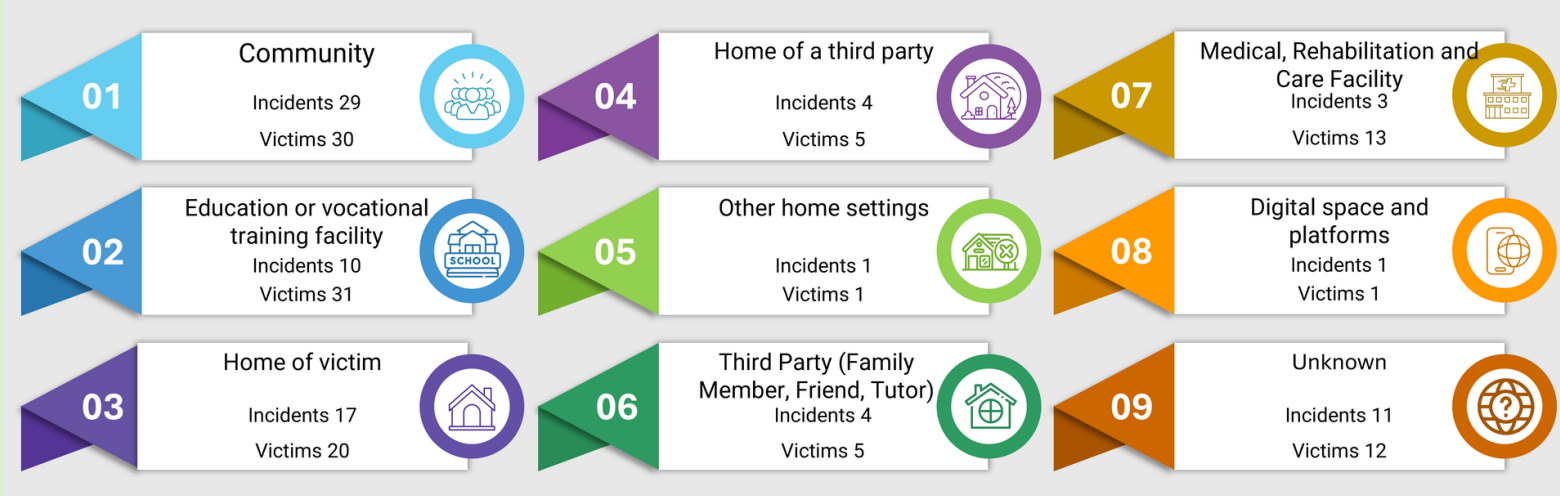 01
Community
Incidents 29
Victims 30
02
Education or vocational
training facility
Incidents 10
Victims 31
SCHOOL
03
Home of victim
Incidents 17
Victims 20
04
Home of a third party
Incidents 4
Victims 5
05
Other home settings
Incidents 1
Victims 1
06
Third Party (Family
Member, Friend, Tutor)
Incidents 4
Victims 5
07
Medical, Rehabilitation and
Care Facility
Incidents 3
Victims 13
08
Digital space and
platforms
Incidents 1
Victims 1
09
Unknown
Incidents 11
Victims 12
?